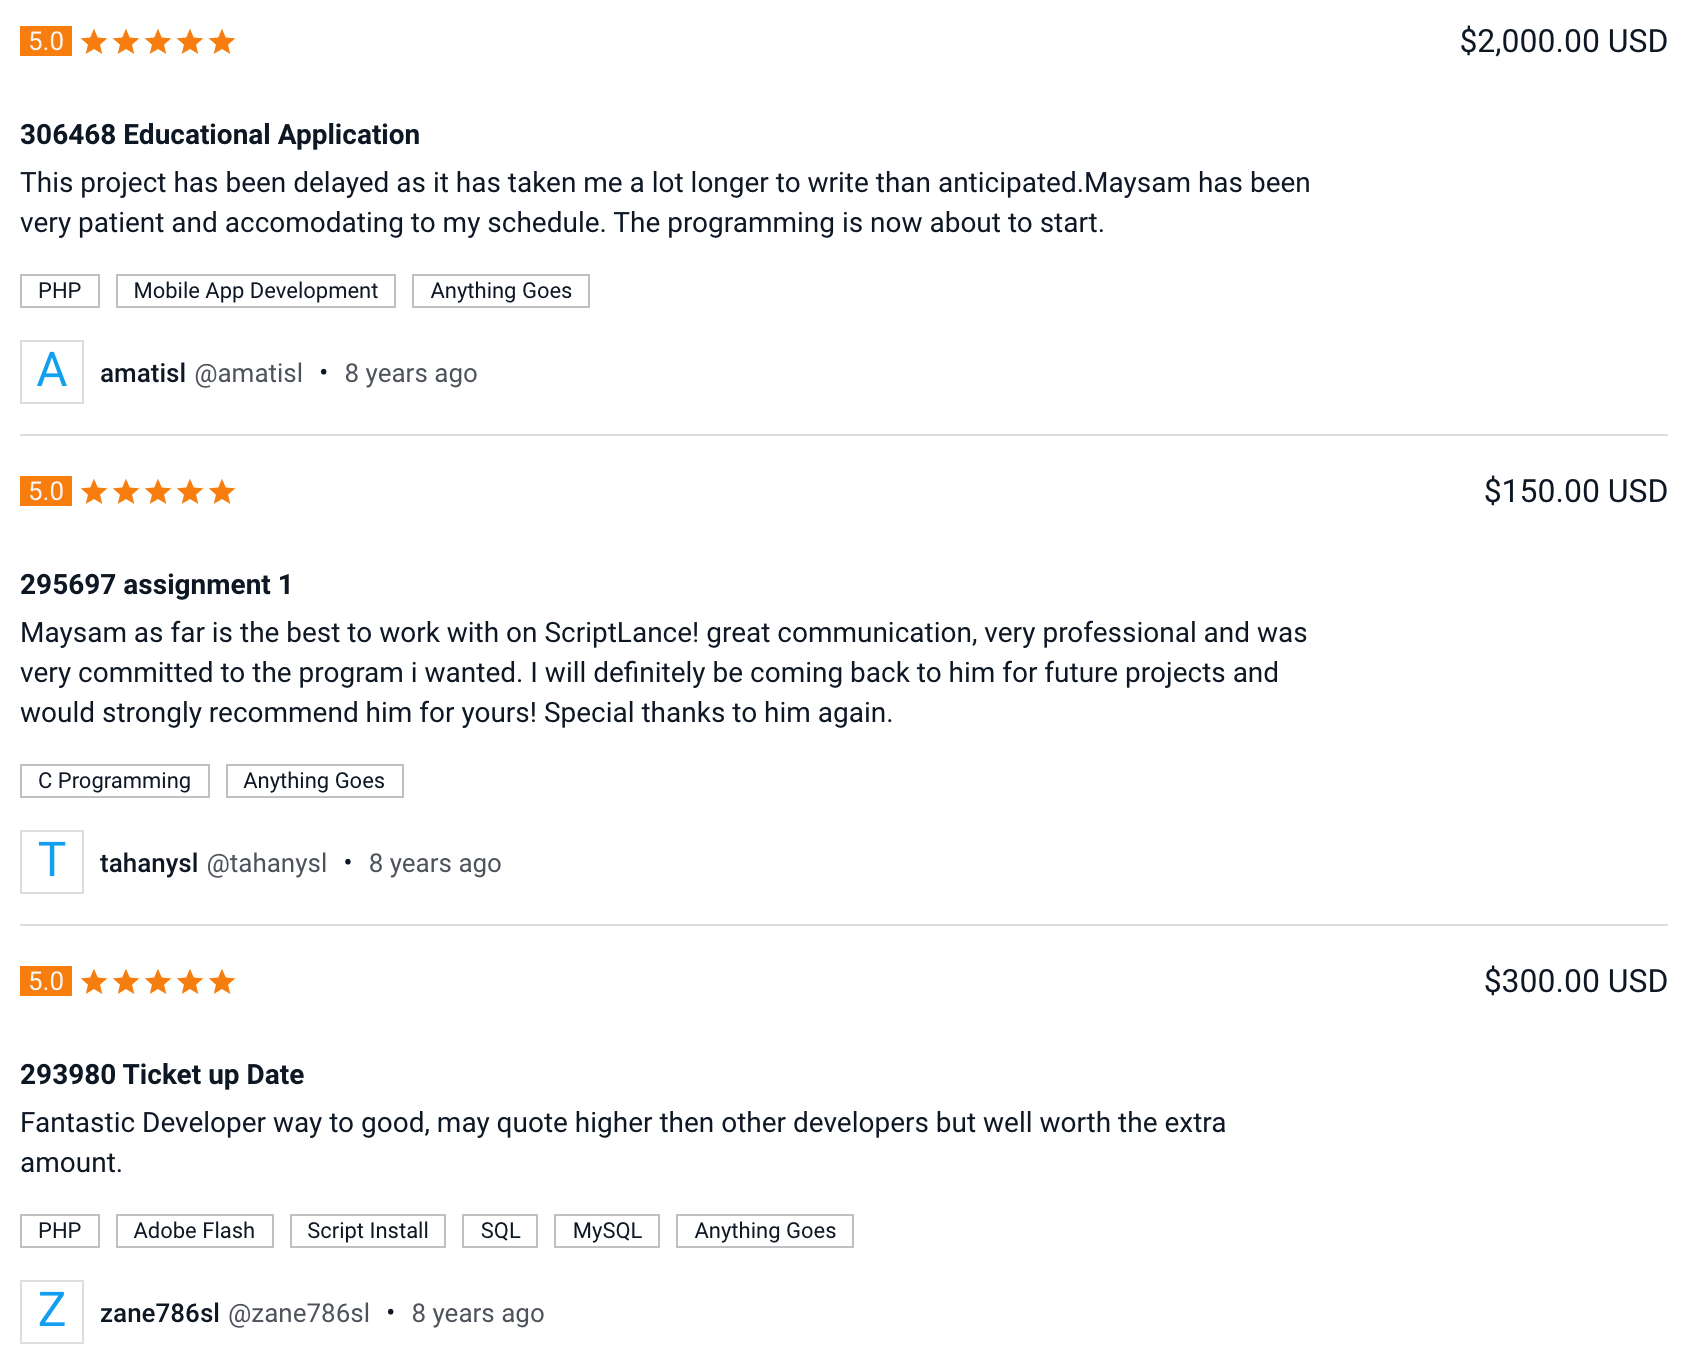 5.0 $2,000.00 USD
306468 Educational Application
This project has been delayed as it has taken me a lot longer to write than anticipated.Maysam has been
very patient and accomodating to my schedule. The programming is now about to start.
PHP Mobile App Development Anything Goes
A amatisl @amatisl • 8 years ago
5.0 $150.00 USD
295697 assignment 1
Maysam as far is the best to work with on ScriptLance! great communication, very professional and was
very committed to the program i wanted. I will definitely be coming back to him for future projects and
would strongly recommend him for yours! Special thanks to him again.
C Programming Anything Goes
T tahanysl @tahanysl • 8 years ago
5.0 $300.00 USD
293980 Ticket up Date
Fantastic Developer way to good, may quote higher then other developers but well worth the extra
amount.
PHP Adobe Flash Script Install SQL MySQL Anything Goes
Z zane786sl @zane786sl • 8 years ago